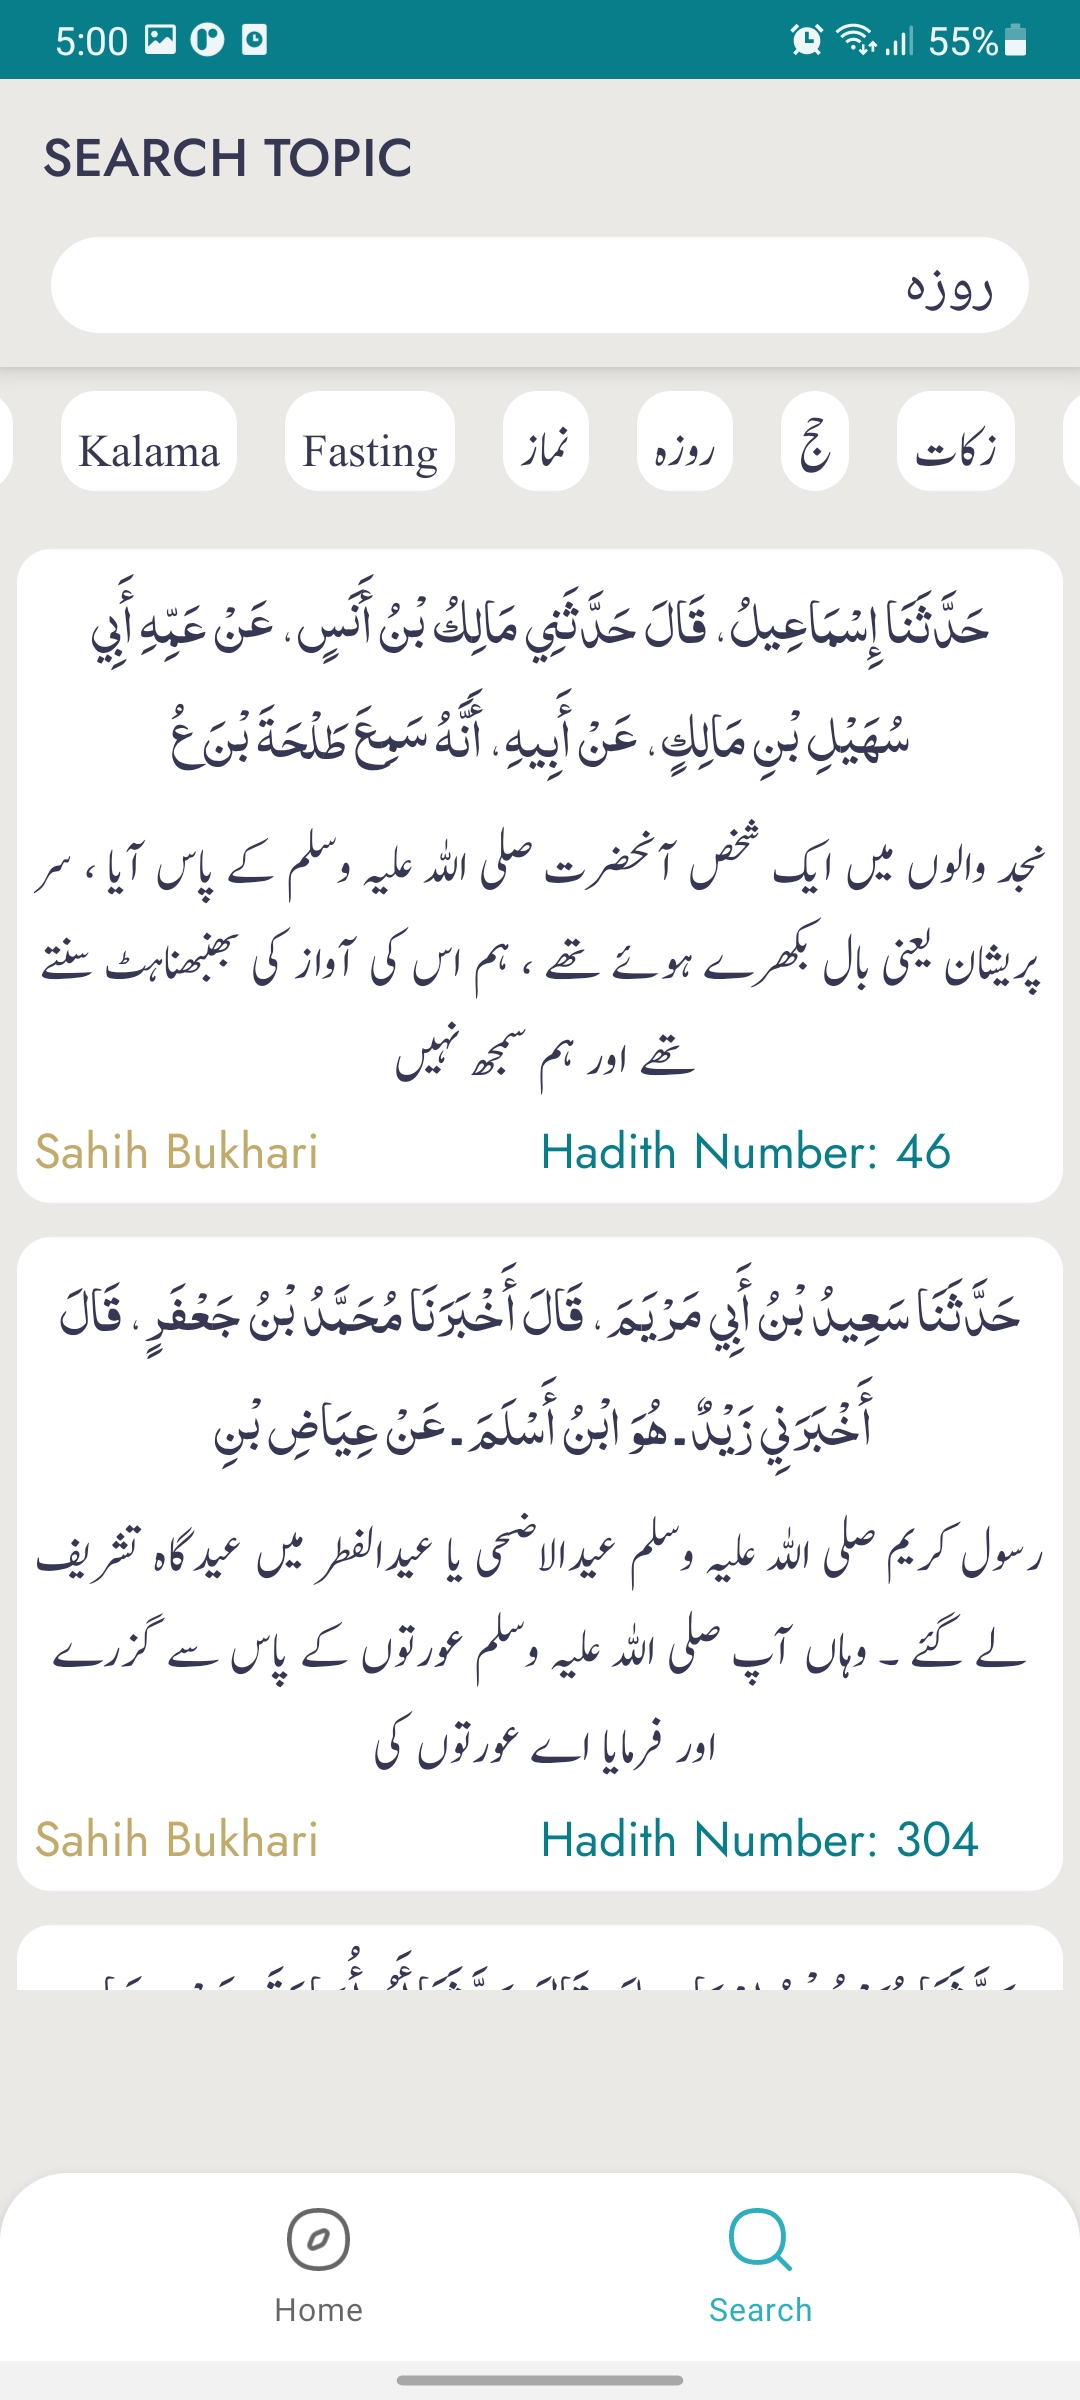 5:00
55%
SEARCH TOPIC
روزہ
Kalama Fasting نماز روزہ حج زکات
حَدَّثَنَا إِسْمَاعِيلُ، قَالَ حَدَّثَنِي مَالِكُ بْنُ أَنَسٍ، عَنْ عَمِّهِ أَبِي
سُهَيْلِ بْنِ مَالِكٍ، عَنْ أَبِيهِ، أَنَّهُ سَمِعَ طَلْحَةَ بْنَ عُ
نجد والوں میں ایک شخص آنحضرت صلی اللہ علیہ وسلم کے پاس آیا ، سر
پریشان یعنی بال بکھرے ہوئے تھے ، ہم اس کی آواز کی بھنبھناہٹ سنتے
تھے اور ہم سمجھ نہیں
Sahih Bukhari Hadith Number: 46
حَدَّثَنَا سَعِيدُ بْنُ أَبِي مَرْيَمَ، قَالَ أَخْبَرَنَا مُحَمَّدُ بْنُ جَعْفَرٍ، قَالَ
أَخْبَرَنِي زَيْدٌ ـ هُوَ ابْنُ أَسْلَمَ ـ عَنْ عِيَاضِ بْنِ
رسول کریم صلی اللہ علیہ وسلم عیدالاضحی یا عیدالفطر میں عیدگاہ تشریف
لے گئے ۔ وہاں آپ صلی اللہ علیہ وسلم عورتوں کے پاس سے گزرے
اور فرمایا اے عورتوں کی
Sahih Bukhari Hadith Number: 304
Home Search